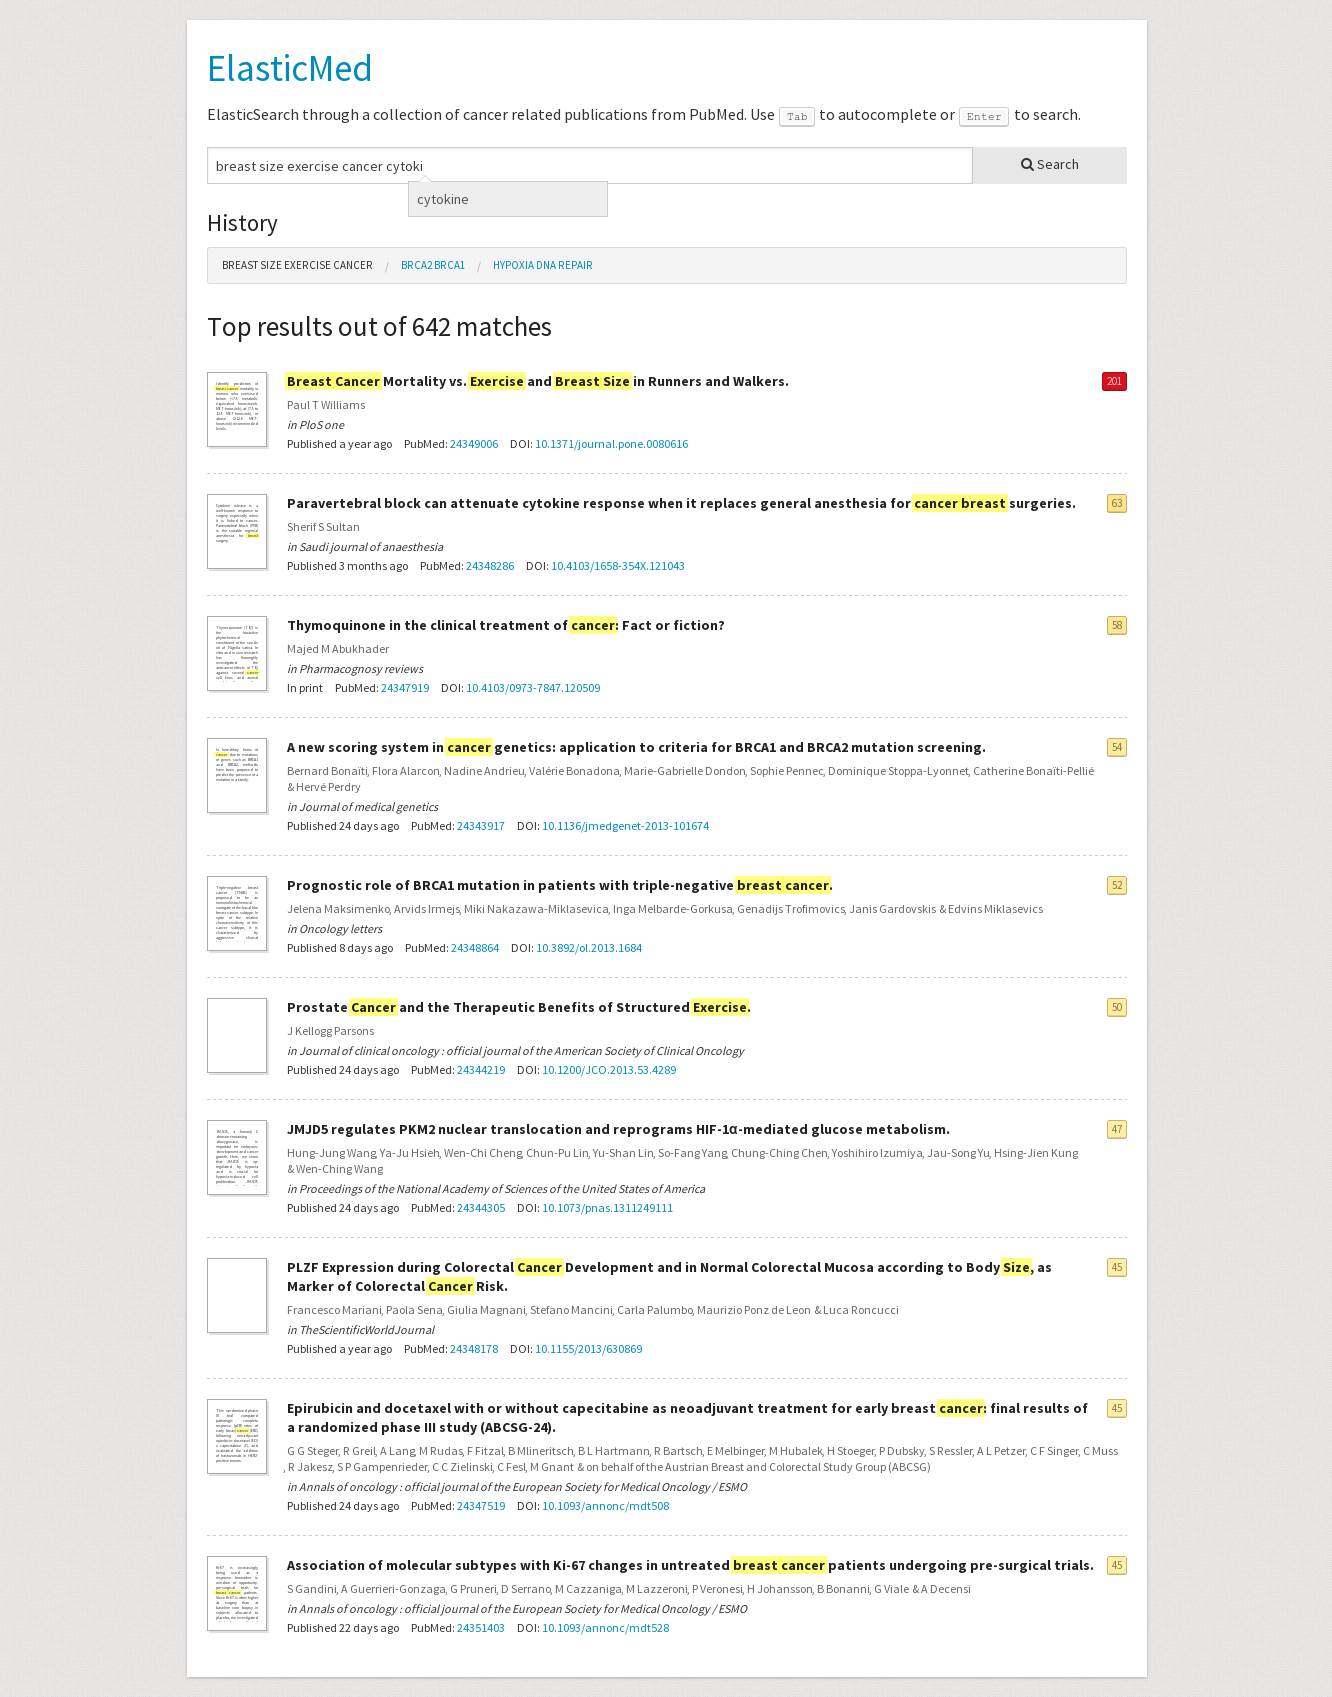 ElasticMed
ElasticSearch through a collection of cancer related publications from PubMed. Use Tab to autocomplete or Enter to search.
breast size exercise cancer cytoki
Search
cytokine
History
BREAST SIZE EXERCISE CANCER / BRCA2 BRCA1 / HYPOXIA DNA REPAIR
Top results out of 642 matches
Breast Cancer Mortality vs. Exercise and Breast Size in Runners and Walkers.
201
Paul T Williams
in PloS one
Published a year ago PubMed: 24349006 DOI: 10.1371/journal.pone.0080616
Paravertebral block can attenuate cytokine response when it replaces general anesthesia for cancer breast surgeries.
63
Sherif S Sultan
in Saudi journal of anaesthesia
Published 3 months ago PubMed: 24348286 DOI: 10.4103/1658-354X.121043
Thymoquinone in the clinical treatment of cancer: Fact or fiction?
58
Majed M Abukhader
in Pharmacognosy reviews
In print PubMed: 24347919 DOI: 10.4103/0973-7847.120509
A new scoring system in cancer genetics: application to criteria for BRCA1 and BRCA2 mutation screening.
54
Bernard Bonaïti, Flora Alarcon, Nadine Andrieu, Valérie Bonadona, Marie-Gabrielle Dondon, Sophie Pennec, Dominique Stoppa-Lyonnet, Catherine Bonaïti-Pellié
& Hervé Perdry
in Journal of medical genetics
Published 24 days ago PubMed: 24343917 DOI: 10.1136/jmedgenet-2013-101674
Prognostic role of BRCA1 mutation in patients with triple-negative breast cancer.
52
Jelena Maksimenko, Arvids Irmejs, Miki Nakazawa-Miklasevica, Inga Melbarde-Gorkusa, Genadijs Trofimovics, Janis Gardovskis & Edvins Miklasevics
in Oncology letters
Published 8 days ago PubMed: 24348864 DOI: 10.3892/ol.2013.1684
Prostate Cancer and the Therapeutic Benefits of Structured Exercise.
50
J Kellogg Parsons
in Journal of clinical oncology : official journal of the American Society of Clinical Oncology
Published 24 days ago PubMed: 24344219 DOI: 10.1200/JCO.2013.53.4289
JMJD5 regulates PKM2 nuclear translocation and reprograms HIF-1α-mediated glucose metabolism.
47
Hung-Jung Wang, Ya-Ju Hsieh, Wen-Chi Cheng, Chun-Pu Lin, Yu-Shan Lin, So-Fang Yang, Chung-Ching Chen, Yoshihiro Izumiya, Jau-Song Yu, Hsing-Jien Kung
& Wen-Ching Wang
in Proceedings of the National Academy of Sciences of the United States of America
Published 24 days ago PubMed: 24344305 DOI: 10.1073/pnas.1311249111
PLZF Expression during Colorectal Cancer Development and in Normal Colorectal Mucosa according to Body Size, as
45
Marker of Colorectal Cancer Risk.
Francesco Mariani, Paola Sena, Giulia Magnani, Stefano Mancini, Carla Palumbo, Maurizio Ponz de Leon & Luca Roncucci
in TheScientificWorldJournal
Published a year ago PubMed: 24348178 DOI: 10.1155/2013/630869
Epirubicin and docetaxel with or without capecitabine as neoadjuvant treatment for early breast cancer: final results of
45
a randomized phase III study (ABCSG-24).
G G Steger, R Greil, A Lang, M Rudas, F Fitzal, B Mlineritsch, B L Hartmann, R Bartsch, E Melbinger, M Hubalek, H Stoeger, P Dubsky, S Ressler, A L Petzer, C F Singer, C Muss
, R Jakesz, S P Gampenrieder, C C Zielinski, C Fesl, M Gnant & on behalf of the Austrian Breast and Colorectal Study Group (ABCSG)
in Annals of oncology : official journal of the European Society for Medical Oncology / ESMO
Published 24 days ago PubMed: 24347519 DOI: 10.1093/annonc/mdt508
Association of molecular subtypes with Ki-67 changes in untreated breast cancer patients undergoing pre-surgical trials.
45
S Gandini, A Guerrieri-Gonzaga, G Pruneri, D Serrano, M Cazzaniga, M Lazzeroni, P Veronesi, H Johansson, B Bonanni, G Viale & A Decensi
in Annals of oncology : official journal of the European Society for Medical Oncology / ESMO
Published 22 days ago PubMed: 24351403 DOI: 10.1093/annonc/mdt528